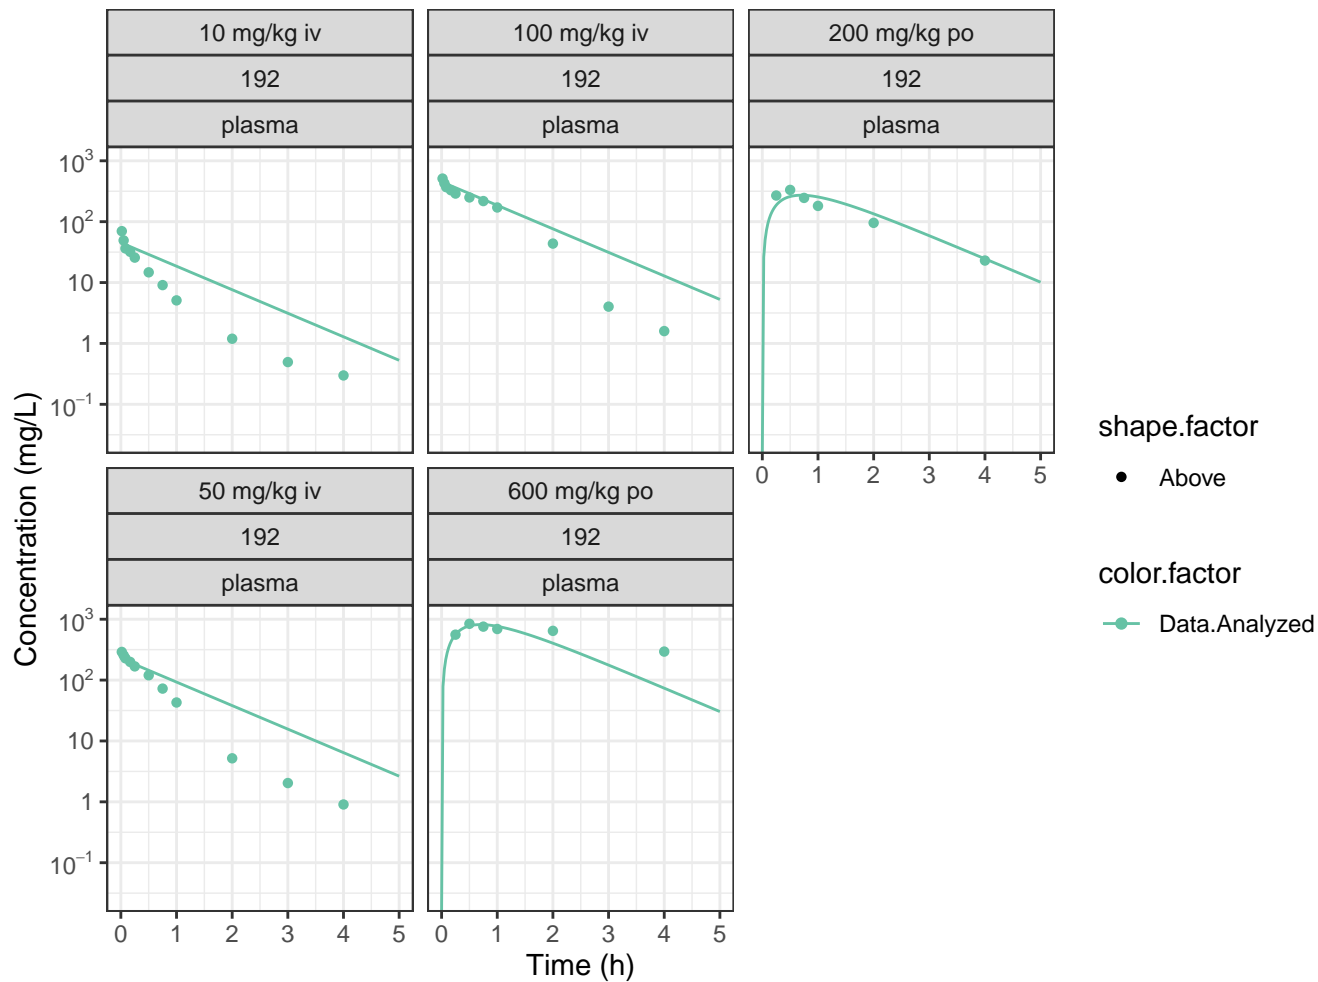 10 mg/kg iv
100 mg/kg iv
200 mg/kg po
192
192
192
plasma
plasma
plasma
10³
10²
10
1
10⁻¹
0 1 2 3 4 5
50 mg/kg iv
600 mg/kg po
192
192
plasma
plasma
10³
10²
10
1
10⁻¹
0 1 2 3 4 5
0 1 2 3 4 5
Concentration (mg/L)
Time (h)
shape.factor
Above
color.factor
Data.Analyzed